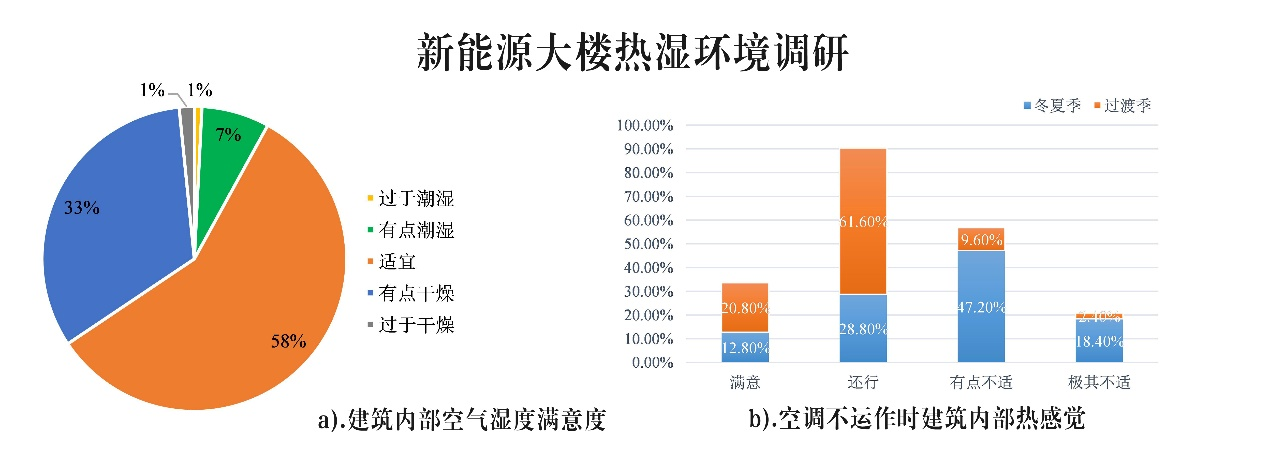 新能源大楼热湿环境调研
1%
1%
7%
33%
58%
过于潮湿
有点潮湿
适宜
有点干燥
过于干燥
a).建筑内部空气湿度满意度
冬夏季 过渡季
100.00%
90.00%
80.00%
70.00%
60.00%
50.00%
40.00%
30.00%
20.00%
10.00%
0.00%
20.80%
12.80%
61.60%
28.80%
9.60%
47.20%
2.40%
18.40%
满意 还行 有点不适 极其不适
b).空调不运作时建筑内部热感觉